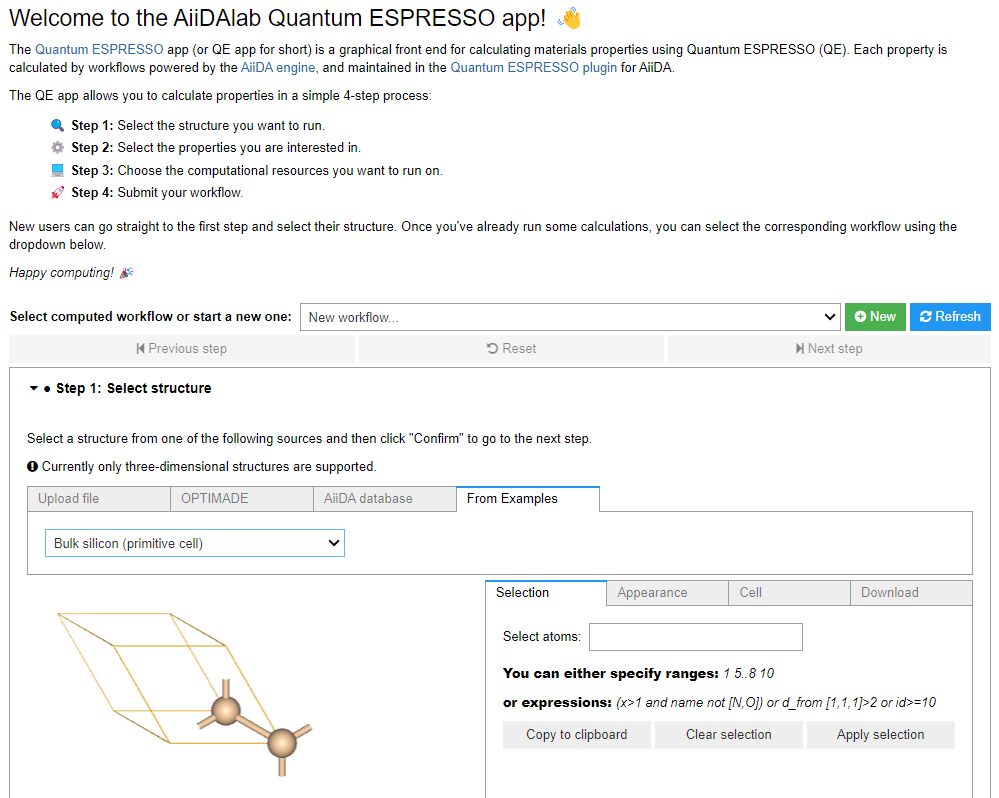 Welcome to the AiiDAlab Quantum ESPRESSO app! 👋
The Quantum ESPRESSO app (or QE app for short) is a graphical front end for calculating materials properties using Quantum ESPRESSO (QE). Each property is
calculated by workflows powered by the AiiDA engine, and maintained in the Quantum ESPRESSO plugin for AiiDA.
The QE app allows you to calculate properties in a simple 4-step process:
🔍 Step 1: Select the structure you want to run.
⚙️ Step 2: Select the properties you are interested in.
💻 Step 3: Choose the computational resources you want to run on.
🚀 Step 4: Submit your workflow.
New users can go straight to the first step and select their structure. Once you've already run some calculations, you can select the corresponding workflow using the
dropdown below.
Happy computing! 🎉
Select computed workflow or start a new one: New workflow... New Refresh
Previous step Reset Next step
Step 1: Select structure
Select a structure from one of the following sources and then click "Confirm" to go to the next step.
Currently only three-dimensional structures are supported.
Upload file OPTIMADE AiiDA database From Examples
Bulk silicon (primitive cell)
Selection Appearance Cell Download
Select atoms:
You can either specify ranges: 1 5..8 10
or expressions: (x>1 and name not [N,O]) or d_from [1,1,1]>2 or id>=10
Copy to clipboard Clear selection Apply selection